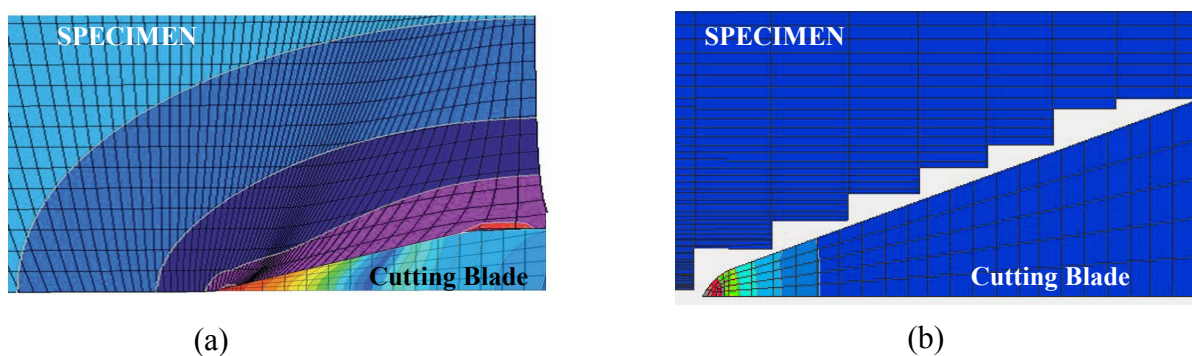 SPECIMEN
Cutting Blade
(a)
SPECIMEN
Cutting Blade
(b)